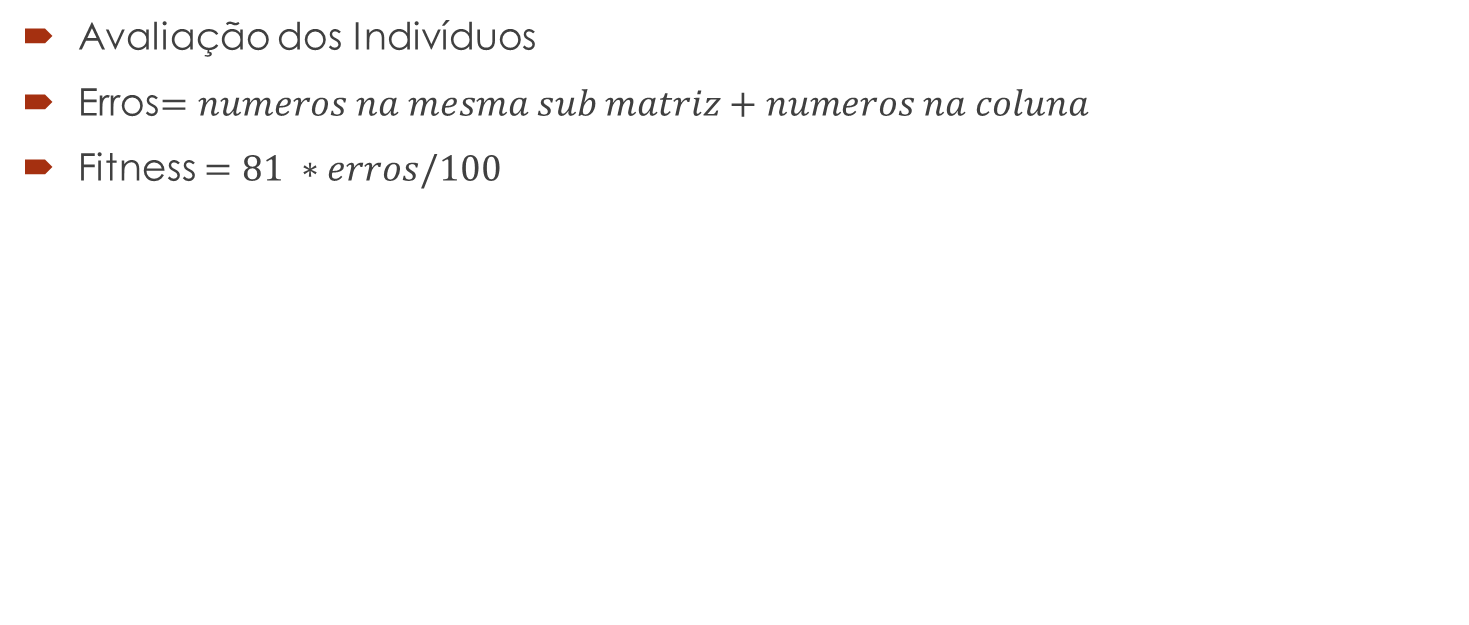 Avaliação dos Indivíduos
Erros= numeros na mesma sub matriz + numeros na coluna
Fitness = 81 * erros/100